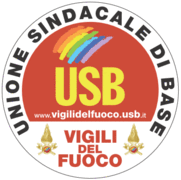 UNIONE SINDACALE DI BASE
USB
www.vigilidelfuoco.usb.it
VIGILI
DEL
FUOCO